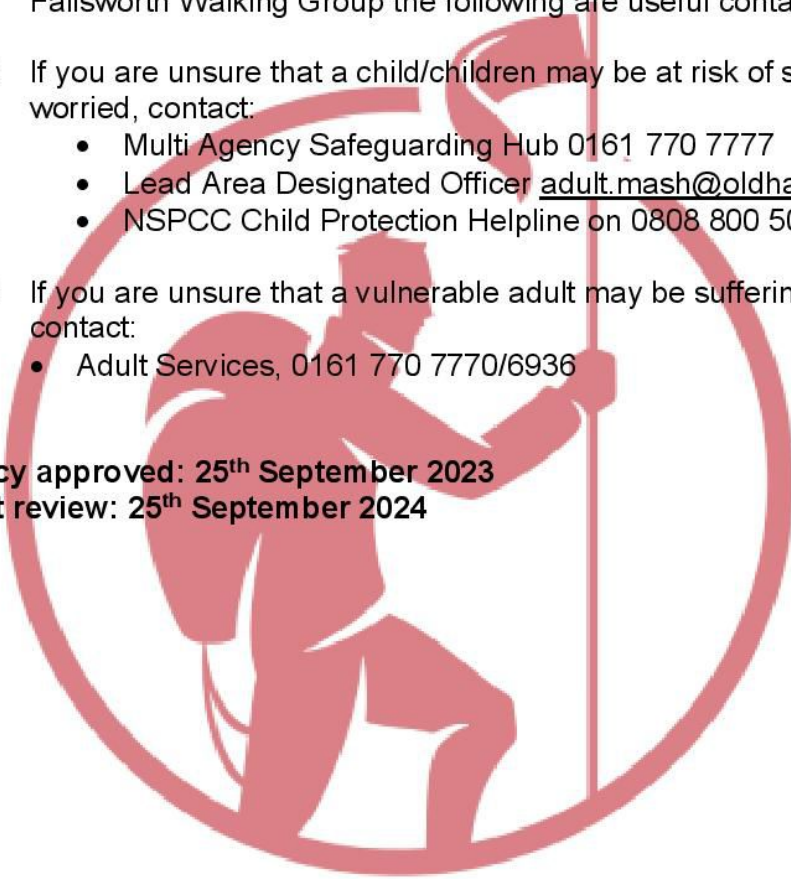 Failsworth Walking Group the following are useful conta
If you are unsure that a child/children may be at risk of s
worried, contact:
• Multi Agency Safeguarding Hub 0161 770 7777
• Lead Area Designated Officer adult.mash@oldha
• NSPCC Child Protection Helpline on 0808 800 50
If you are unsure that a vulnerable adult may be sufferin
contact:
• Adult Services, 0161 770 7770/6936
cy approved: 25th September 2023
t review: 25th September 2024